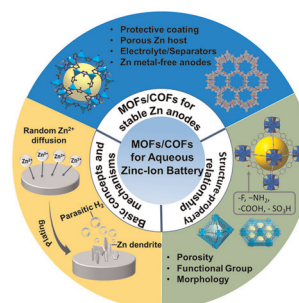 • Protective coating
• Porous Zn host
• Electrolyte/Separators
• Zn metal-free anodes
MOFs/COFs for
stable Zn anodes
MOFs/COFs
for Aqueous
Zinc-Ion Battery
Basic concepts and
mechanisms
Structure-property
relationship
Random Zn²⁺
diffusion
Zn²⁺ Zn²⁺ Zn²⁺ Zn²⁺
Plating
Parasitic H₂
Zn dendrite
-F, −NH₂,
-COOH, - SO₃H
• Porosity
• Functional Group
• Morphology